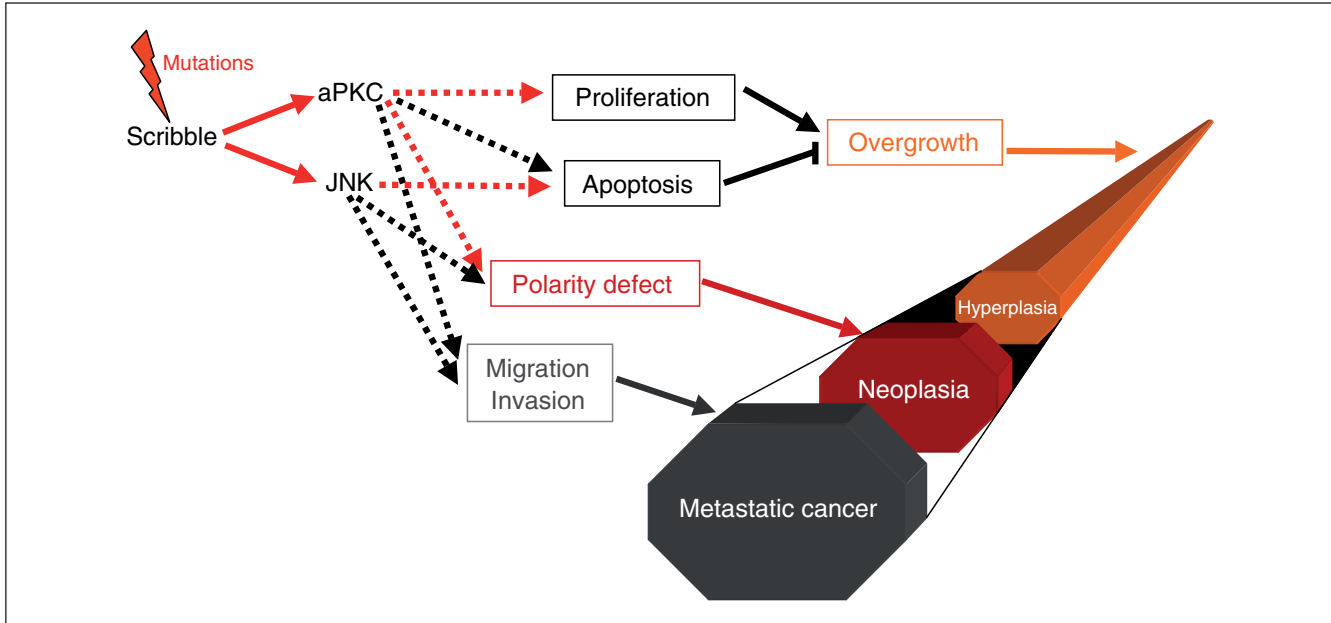 Mutations
Scribble
aPKC
JNK
Proliferation
Apoptosis
Overgrowth
Polarity defect
Migration
Invasion
Hyperplasia
Neoplasia
Metastatic cancer